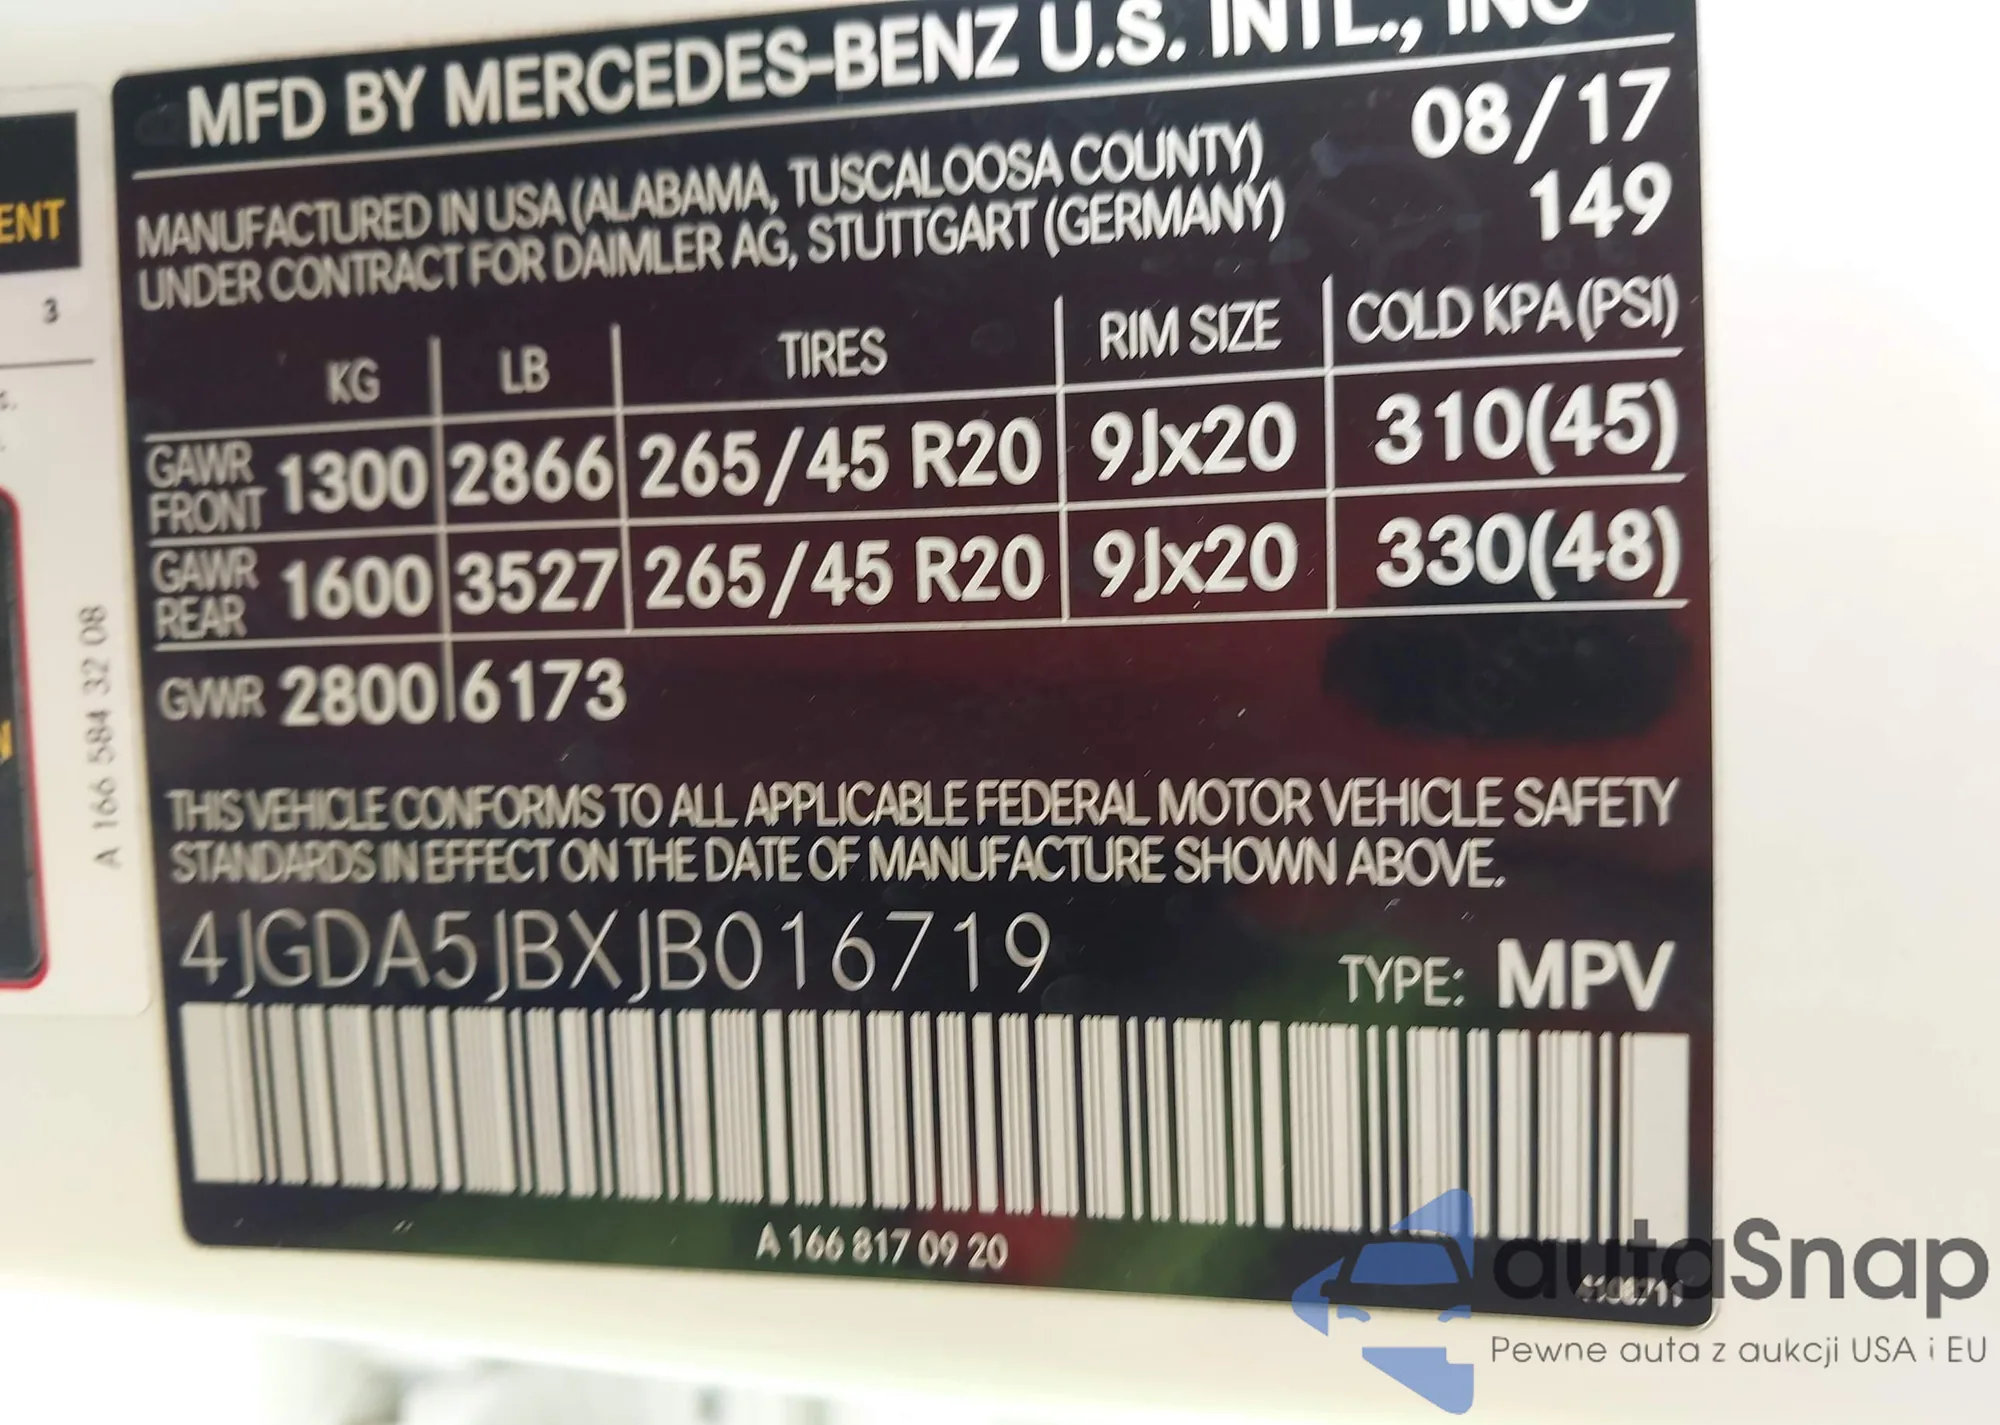 MFD BY MERCEDES-BENZ U.S. INTL., INC
08/17
MANUFACTURED IN USA (ALABAMA, TUSCALOOSA COUNTY)
UNDER CONTRACT FOR DAIMLER AG, STUTTGART (GERMANY)
149
KG LB TIRES RIM SIZE COLD KPA (PSI)
GAWR FRONT 1300 2866 265/45 R20 9Jx20 310(45)
GAWR REAR 1600 3527 265/45 R20 9Jx20 330(48)
GVWR 2800 6173
THIS VEHICLE CONFORMS TO ALL APPLICABLE FEDERAL MOTOR VEHICLE SAFETY
STANDARDS IN EFFECT ON THE DATE OF MANUFACTURE SHOWN ABOVE.
4JGDA5JBXJB016719
TYPE: MPV
A 166 817 09 20
ENT
3
A 166 584 32 08
N
autaSnap
Pewne auta z aukcji USA i EU